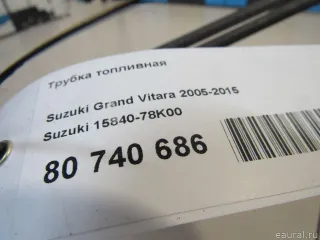 Трубка топливная
Suzuki Grand Vitara 2005-2015
Suzuki 15840-78K00
80 740 686
eaural.ru